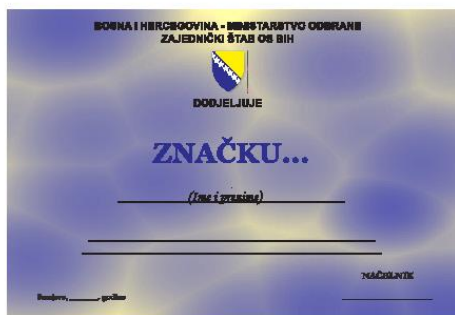 BOSNA I HERCEGOVINA - MINISTARSTVO ODBRANE
ZAJEDNIČKI ŠTAB OS BIH
DODJELJUJE
ZNAČKU...
(Ime i prezime)
NAČELNIK
Sarajevo, ______, godine